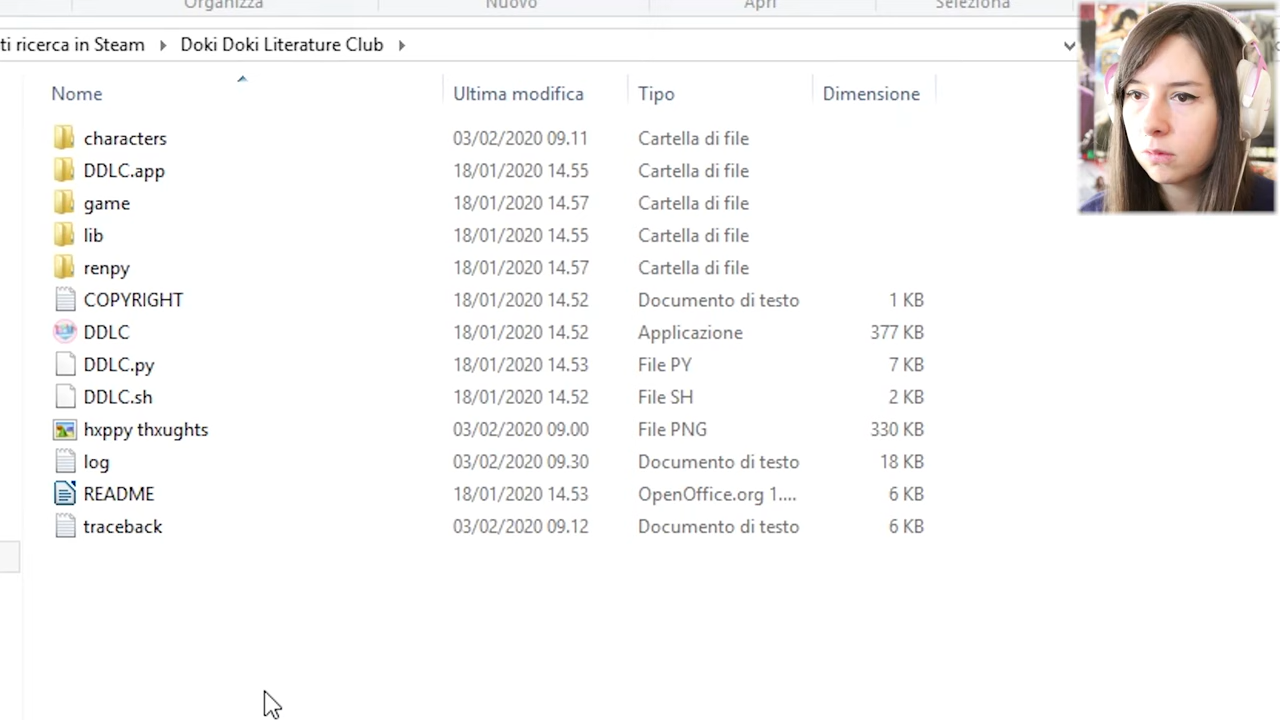 Organizza Nuovo Apri Seleziona
ti ricerca in Steam Doki Doki Literature Club
Nome Ultima modifica Tipo Dimensione
characters 03/02/2020 09.11 Cartella di file
DDLC.app 18/01/2020 14.55 Cartella di file
game 18/01/2020 14.57 Cartella di file
lib 18/01/2020 14.55 Cartella di file
renpy 18/01/2020 14.57 Cartella di file
COPYRIGHT 18/01/2020 14.52 Documento di testo 1 KB
DDLC 18/01/2020 14.52 Applicazione 377 KB
DDLC.py 18/01/2020 14.53 File PY 7 KB
DDLC.sh 18/01/2020 14.52 File SH 2 KB
hxppy thxughts 03/02/2020 09.00 File PNG 330 KB
log 03/02/2020 09.30 Documento di testo 18 KB
README 18/01/2020 14.53 OpenOffice.org 1.... 6 KB
traceback 03/02/2020 09.12 Documento di testo 6 KB